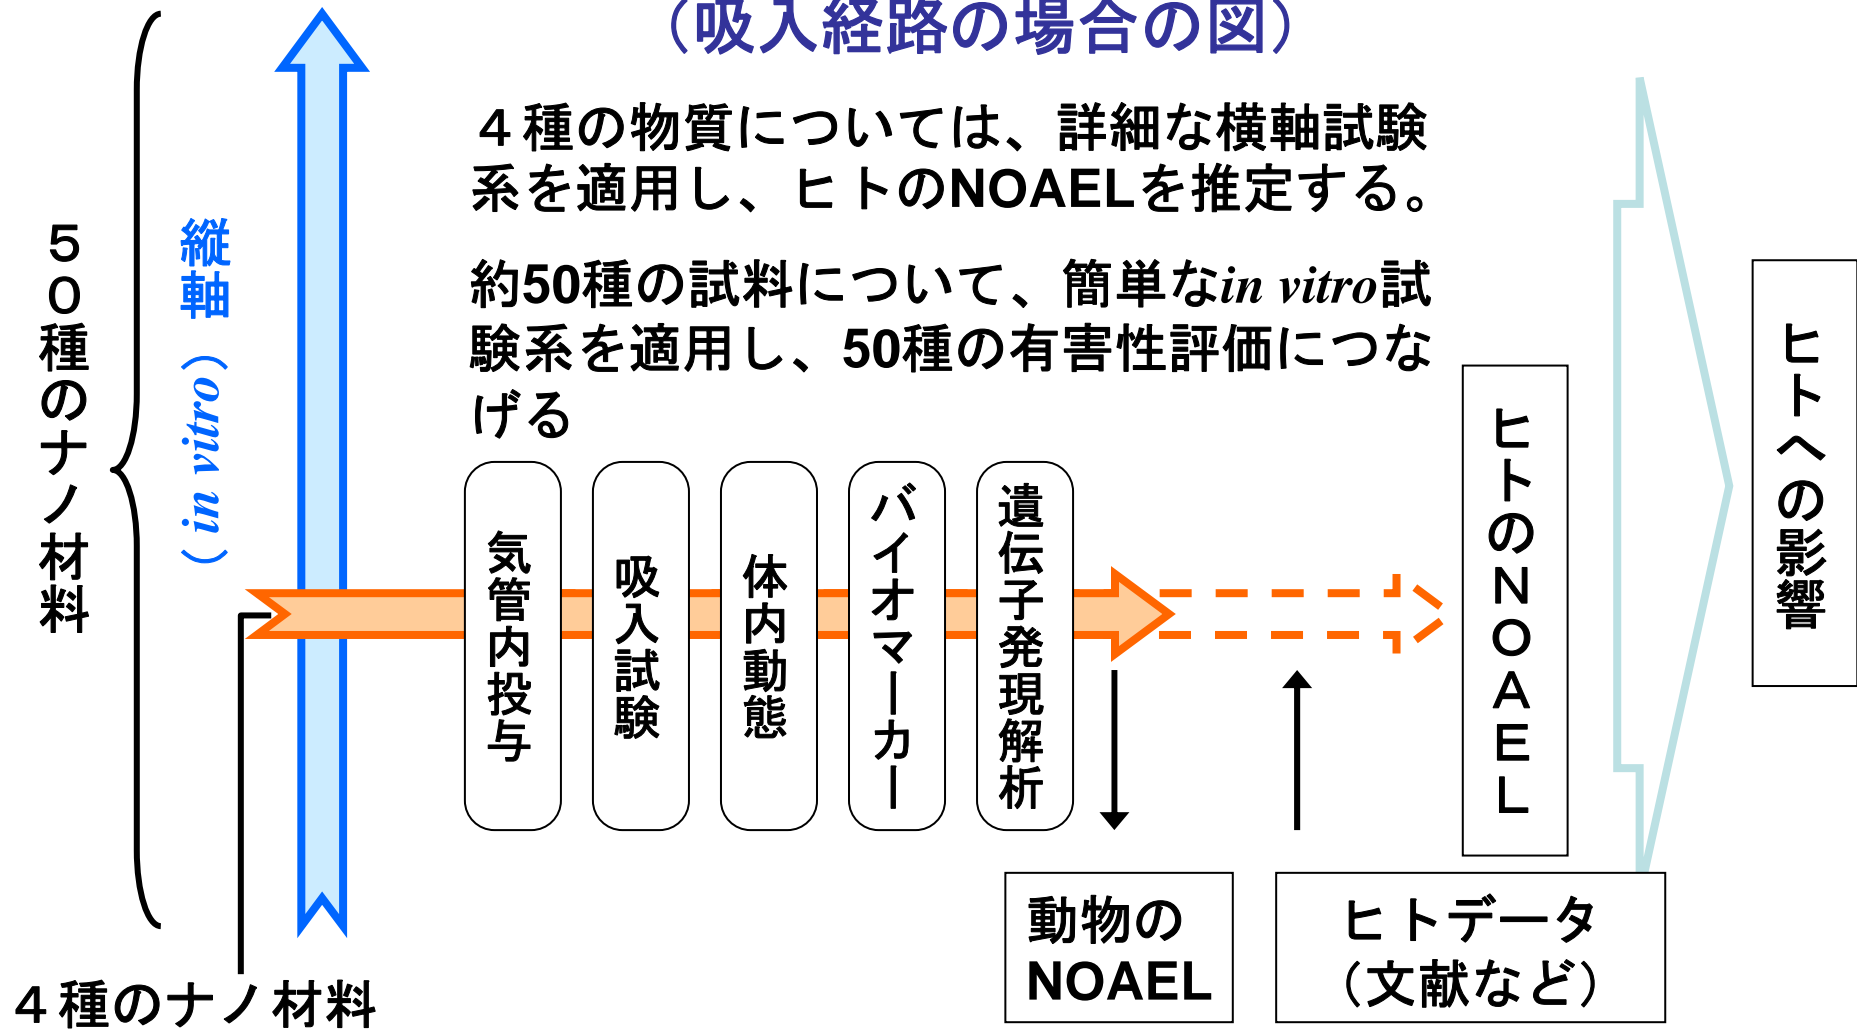 （吸入経路の場合の図）
４種の物質については、詳細な横軸試験
系を適用し、ヒトのNOAELを推定する。
約50種の試料について、簡単なin vitro試
験系を適用し、50種の有害性評価につな
げる
５０種のナノ材料
縦軸（in vitro）
気管内投与
吸入試験
体内動態
バイオマーカー
遺伝子発現解析
ヒトのＮＯＡＥＬ
ヒトへの影響
動物の
NOAEL
ヒトデータ
（文献など）
４種のナノ材料